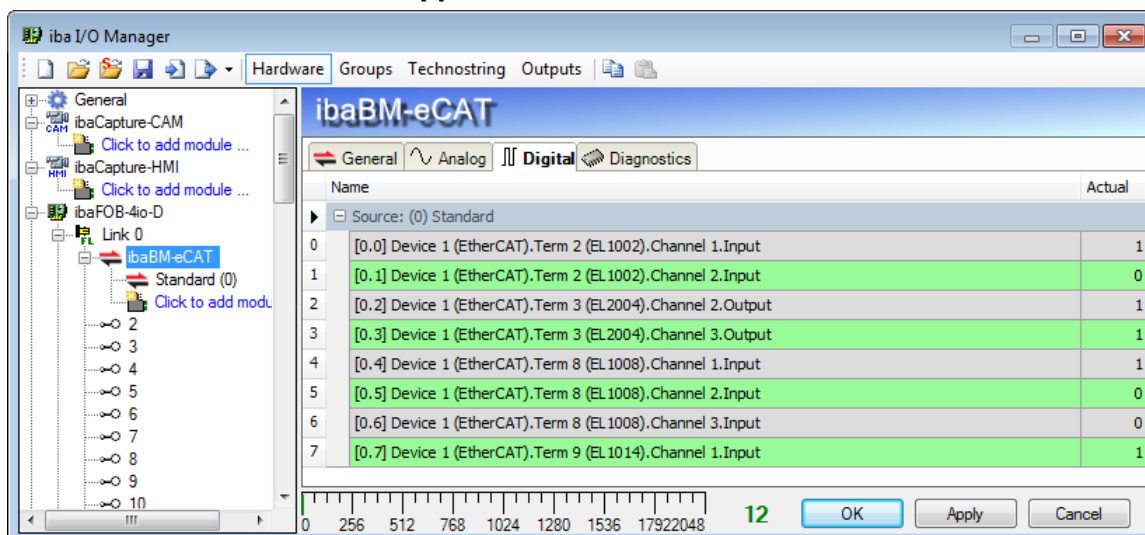 iba I/O Manager
Hardware Groups Technostring Outputs
General
CAM ibaCapture-CAM
Click to add module ...
HMI ibaCapture-HMI
Click to add module ...
ibaFOB-4io-D
FL Link 0
ibaBM-eCAT
Standard (0)
Click to add modu
2
3
4
5
6
7
8
9
10
ibaBM-eCAT
General Analog Digital Diagnostics
Name Actual
Source: (0) Standard
0 [0.0] Device 1 (EtherCAT).Term 2 (EL1002).Channel 1.Input 1
1 [0.1] Device 1 (EtherCAT).Term 2 (EL1002).Channel 2.Input 0
2 [0.2] Device 1 (EtherCAT).Term 3 (EL2004).Channel 2.Output 1
3 [0.3] Device 1 (EtherCAT).Term 3 (EL2004).Channel 3.Output 1
4 [0.4] Device 1 (EtherCAT).Term 8 (EL1008).Channel 1.Input 1
5 [0.5] Device 1 (EtherCAT).Term 8 (EL1008).Channel 2.Input 0
6 [0.6] Device 1 (EtherCAT).Term 8 (EL1008).Channel 3.Input 0
7 [0.7] Device 1 (EtherCAT).Term 9 (EL1014).Channel 1.Input 1
0 256 512 768 1024 1280 1536 17922048 12 OK Apply Cancel